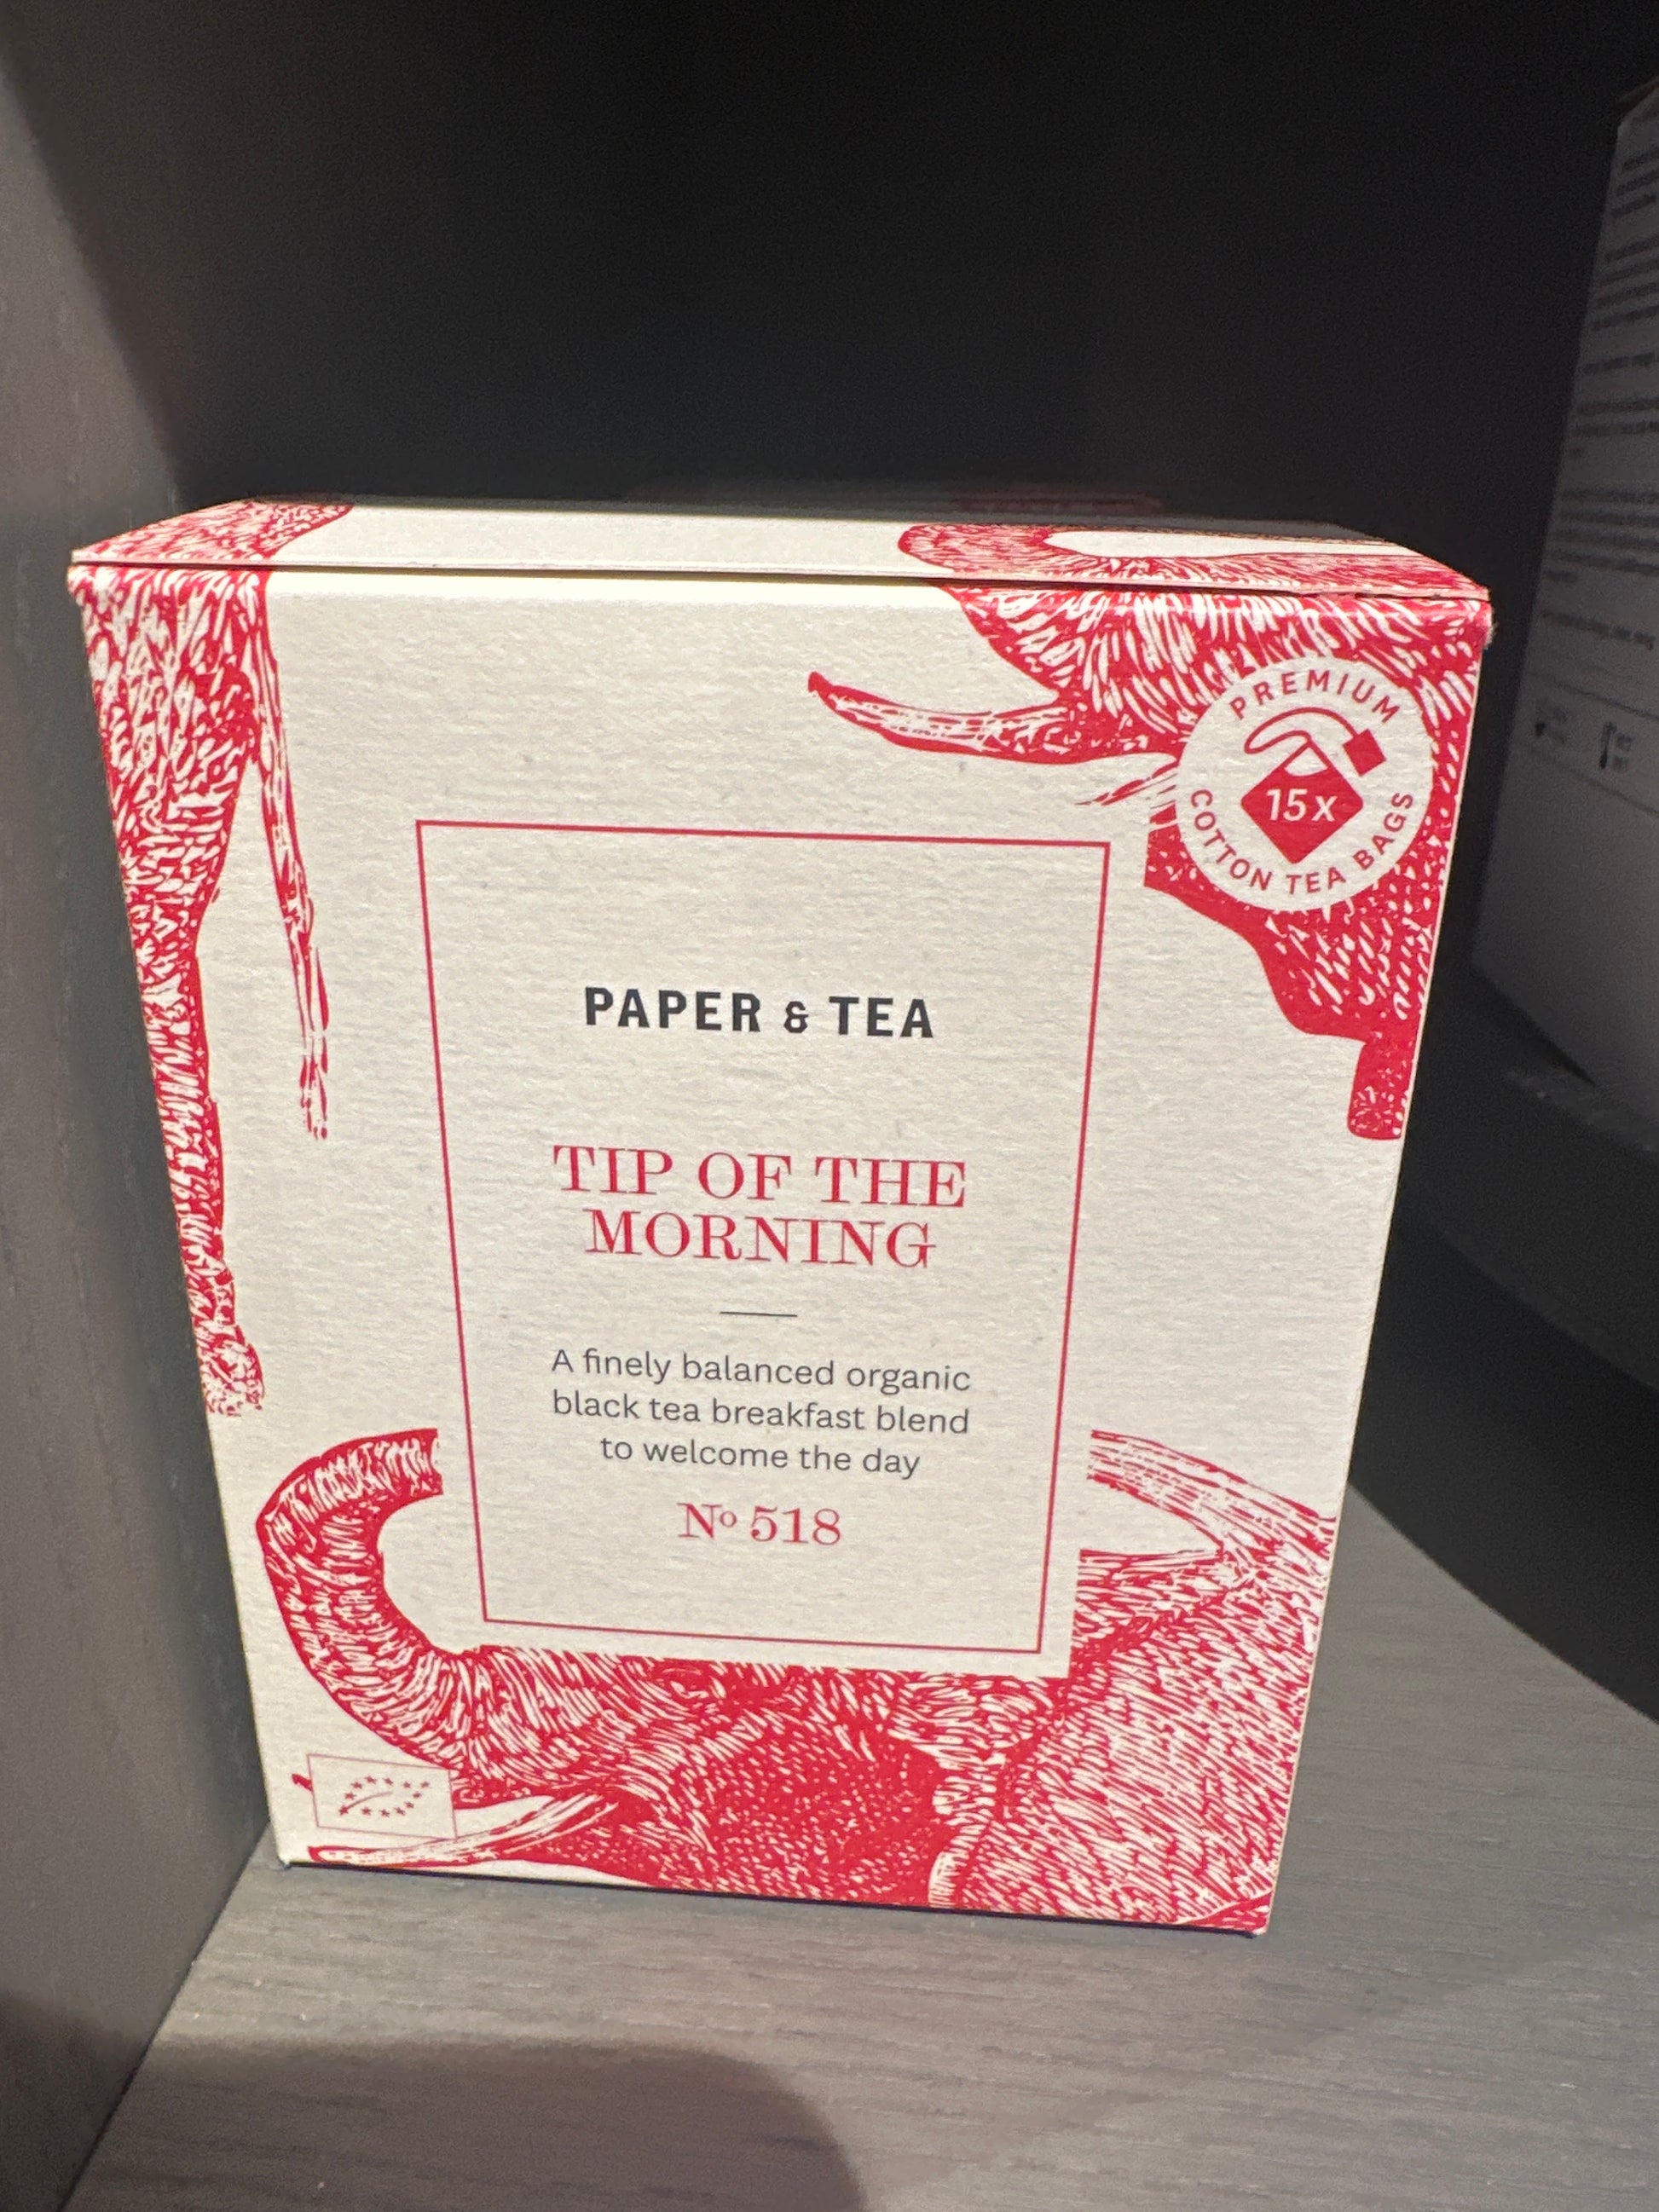 PREMIUM
15x
COTTON TEA BAGS
PAPER & TEA
TIP OF THE
MORNING
A finely balanced organic
black tea breakfast blend
to welcome the day
Nº 518